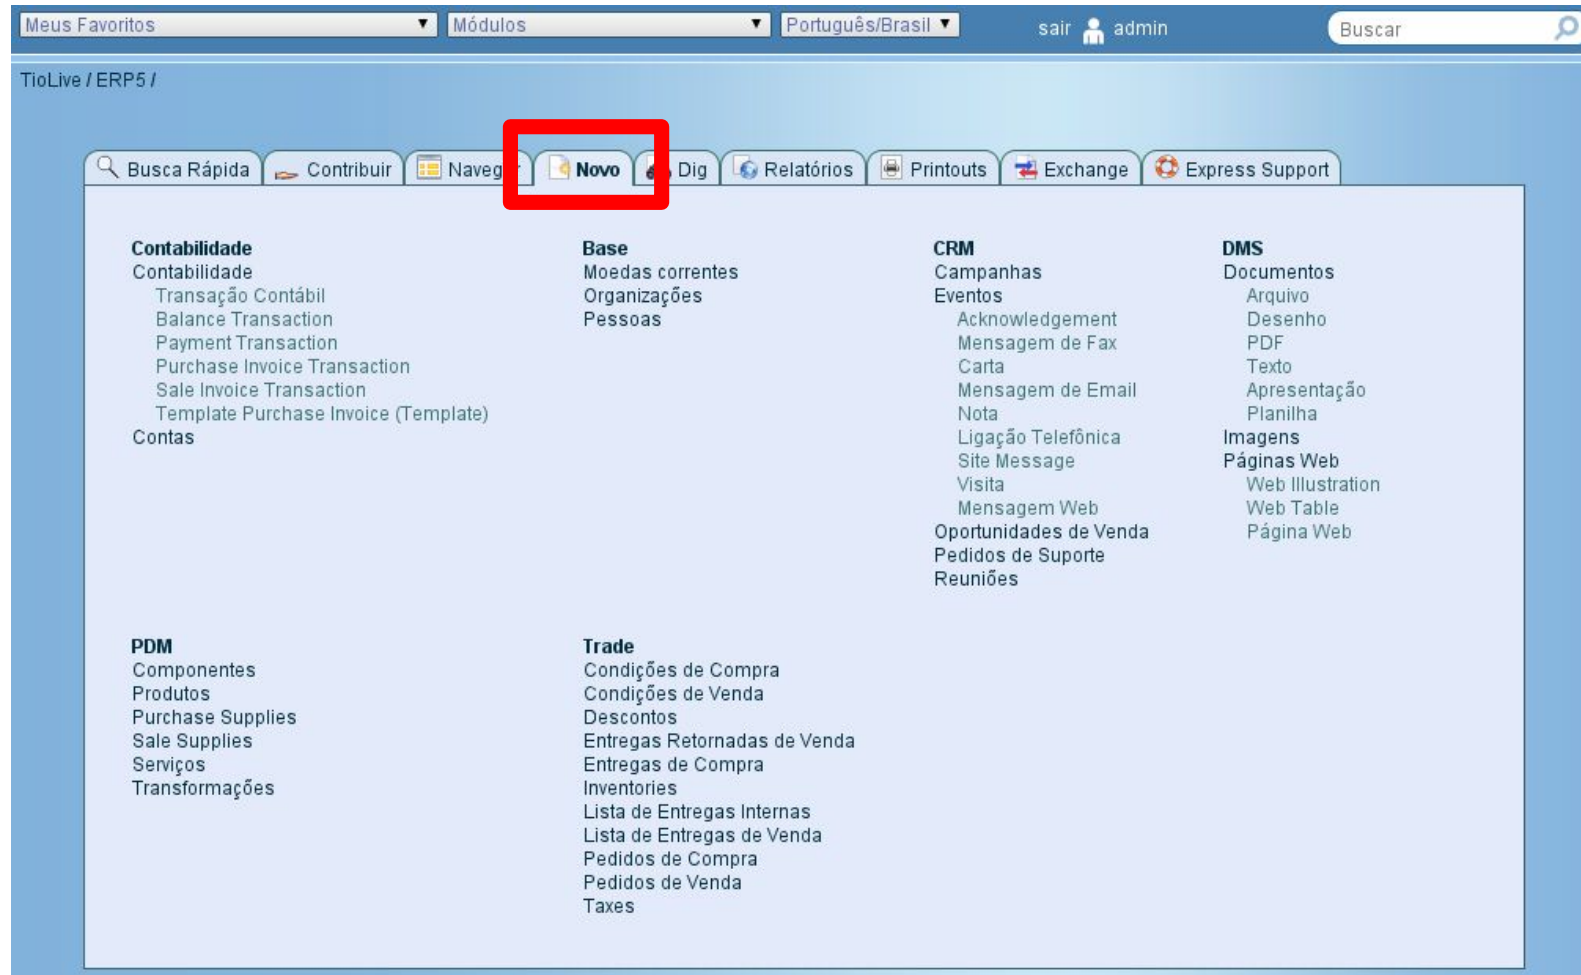 Meus Favoritos Módulos Português/Brasil sair admin Buscar
TioLive / ERP5 /
Busca Rápida Contribuir Naveg r Novo Dig Relatórios Printouts Exchange Express Support
Contabilidade
Contabilidade
Transação Contábil
Balance Transaction
Payment Transaction
Purchase Invoice Transaction
Sale Invoice Transaction
Template Purchase Invoice (Template)
Contas
Base
Moedas correntes
Organizações
Pessoas
CRM
Campanhas
Eventos
Acknowledgement
Mensagem de Fax
Carta
Mensagem de Email
Nota
Ligação Telefônica
Site Message
Visita
Mensagem Web
Oportunidades de Venda
Pedidos de Suporte
Reuniões
DMS
Documentos
Arquivo
Desenho
PDF
Texto
Apresentação
Planilha
Imagens
Páginas Web
Web Illustration
Web Table
Página Web
PDM
Componentes
Produtos
Purchase Supplies
Sale Supplies
Serviços
Transformações
Trade
Condições de Compra
Condições de Venda
Descontos
Entregas Retornadas de Venda
Entregas de Compra
Inventories
Lista de Entregas Internas
Lista de Entregas de Venda
Pedidos de Compra
Pedidos de Venda
Taxes